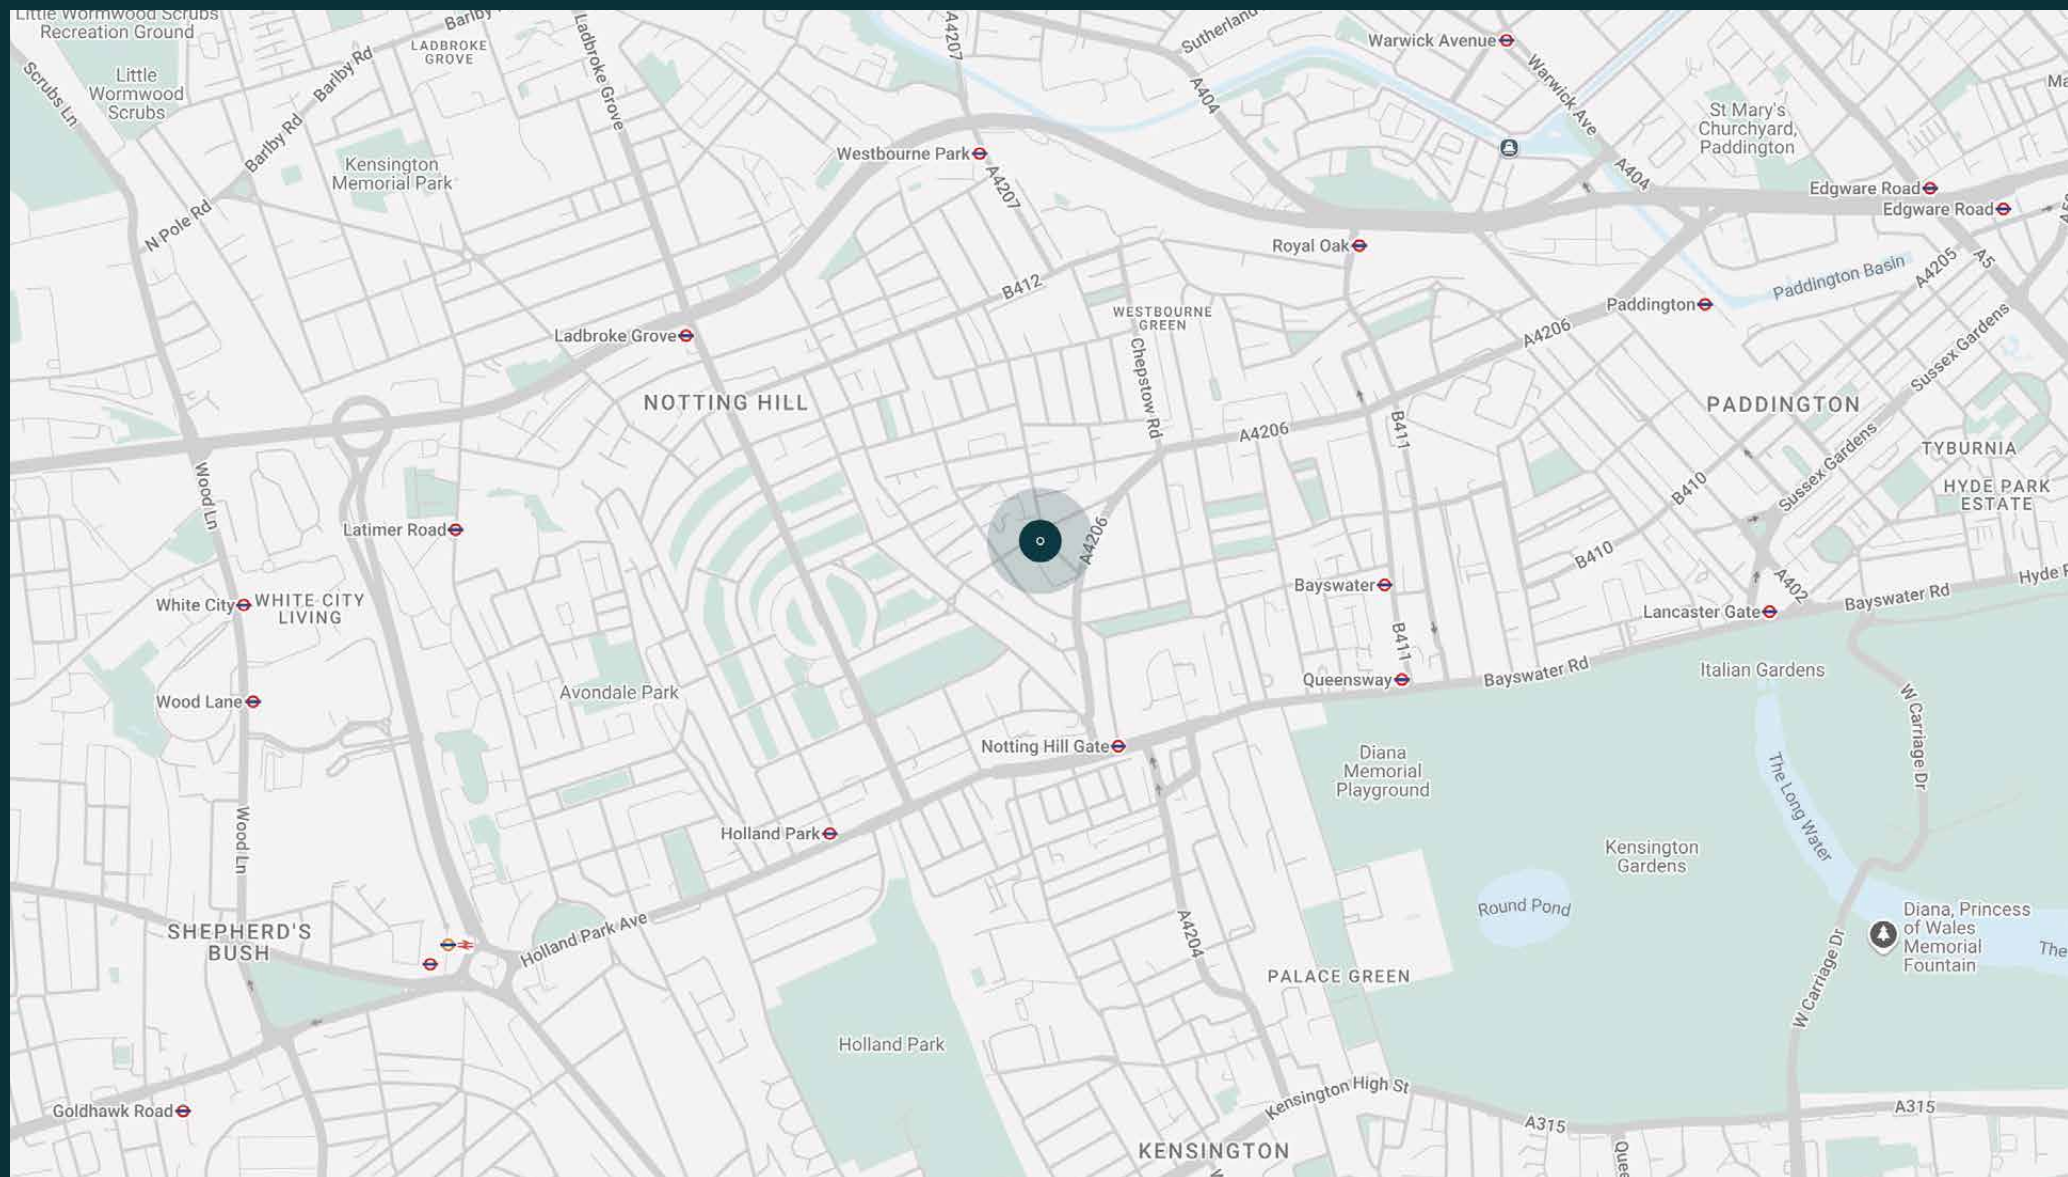 Little Wormwood Scrubs
Recreation Ground
Barlby
LADBROKE
GROVE
Ladbroke Grove
A4207
Sutherland
Warwick Avenue
Warwick Ave
Scrubs Ln
Little
Wormwood
Scrubs
Barlby Rd
A404
St Mary's
Churchyard,
Paddington
Ma
Barlby Rd
Kensington
Memorial Park
Westbourne Park
A4207
A404
Edgware Road
Edgware Road
N Pole Rd
Royal Oak
B412
Paddington Basin
A4205
A5
WESTBOURNE
GREEN
Paddington
Ladbroke Grove
A4206
Chepstow Rd
Sussex Gardens
NOTTING HILL
PADDINGTON
A4206
B411
TYBURNIA
Sussex Gardens
Wood Ln
B410
HYDE PARK
ESTATE
Latimer Road
A4206
B410
Bayswater
A402
Hyde P
White City
WHITE CITY
LIVING
Lancaster Gate
Bayswater Rd
B411
Avondale Park
Queensway
Bayswater Rd
Italian Gardens
Wood Lane
W Carriage Dr
Notting Hill Gate
Diana
Memorial
Playground
The Long Water
Wood Ln
Holland Park
Kensington
Gardens
Round Pond
SHEPHERD'S
BUSH
Holland Park Ave
A4204
Diana, Princess
of Wales
Memorial
Fountain
The
PALACE GREEN
W Carriage Dr
Holland Park
Kensington High St
Goldhawk Road
A315
A315
KENSINGTON
Quee